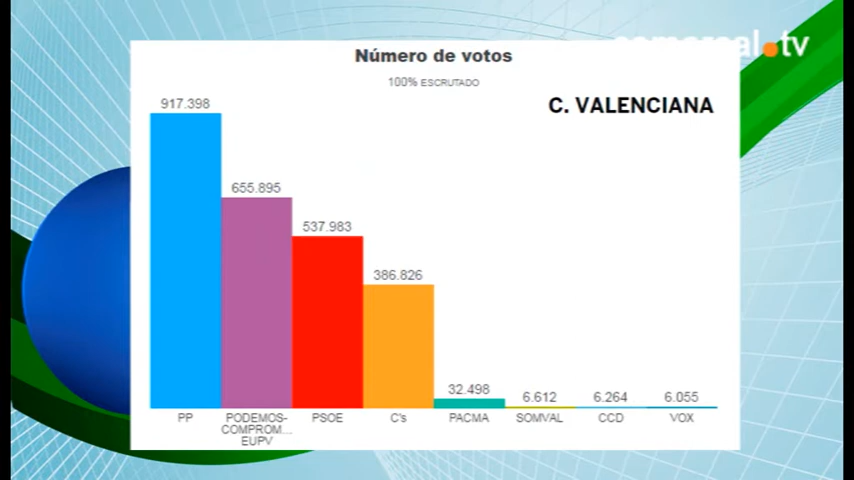 comarcal.tv
Número de votos
100% ESCRUTADO
C. VALENCIANA
917.398
655.895
537.983
386.826
32.498
6.612
6.264
6.055
PP
PODEMOS-
COMPROM...
EUPV
PSOE
C's
PACMA
SOMVAL
CCD
VOX